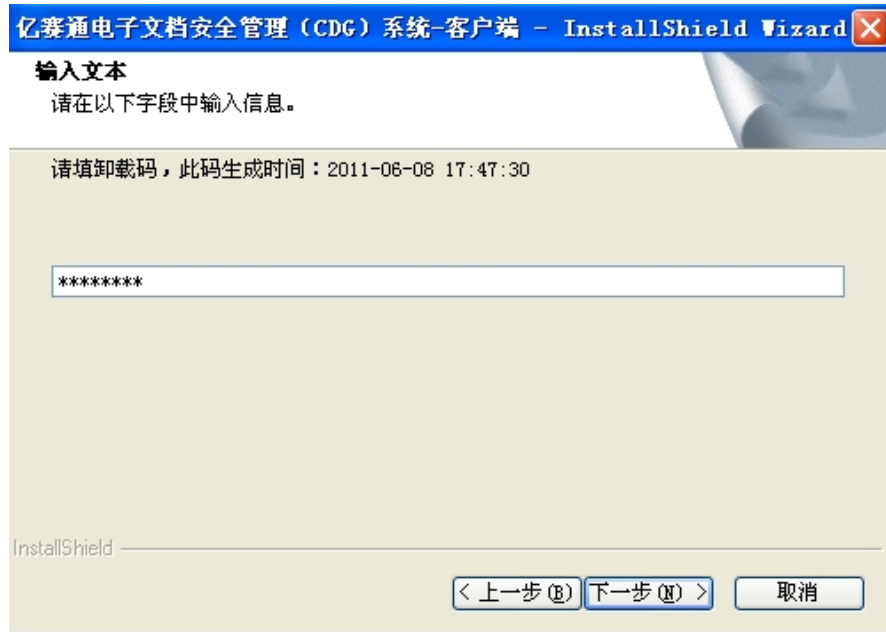 亿赛通电子文档安全管理（CDG）系统-客户端 - InstallShield Wizard
输入文本
请在以下字段中输入信息。
请填卸载码，此码生成时间：2011-06-08 17:47:30
********
InstallShield
< 上一步(B) 下一步(N) > 取消